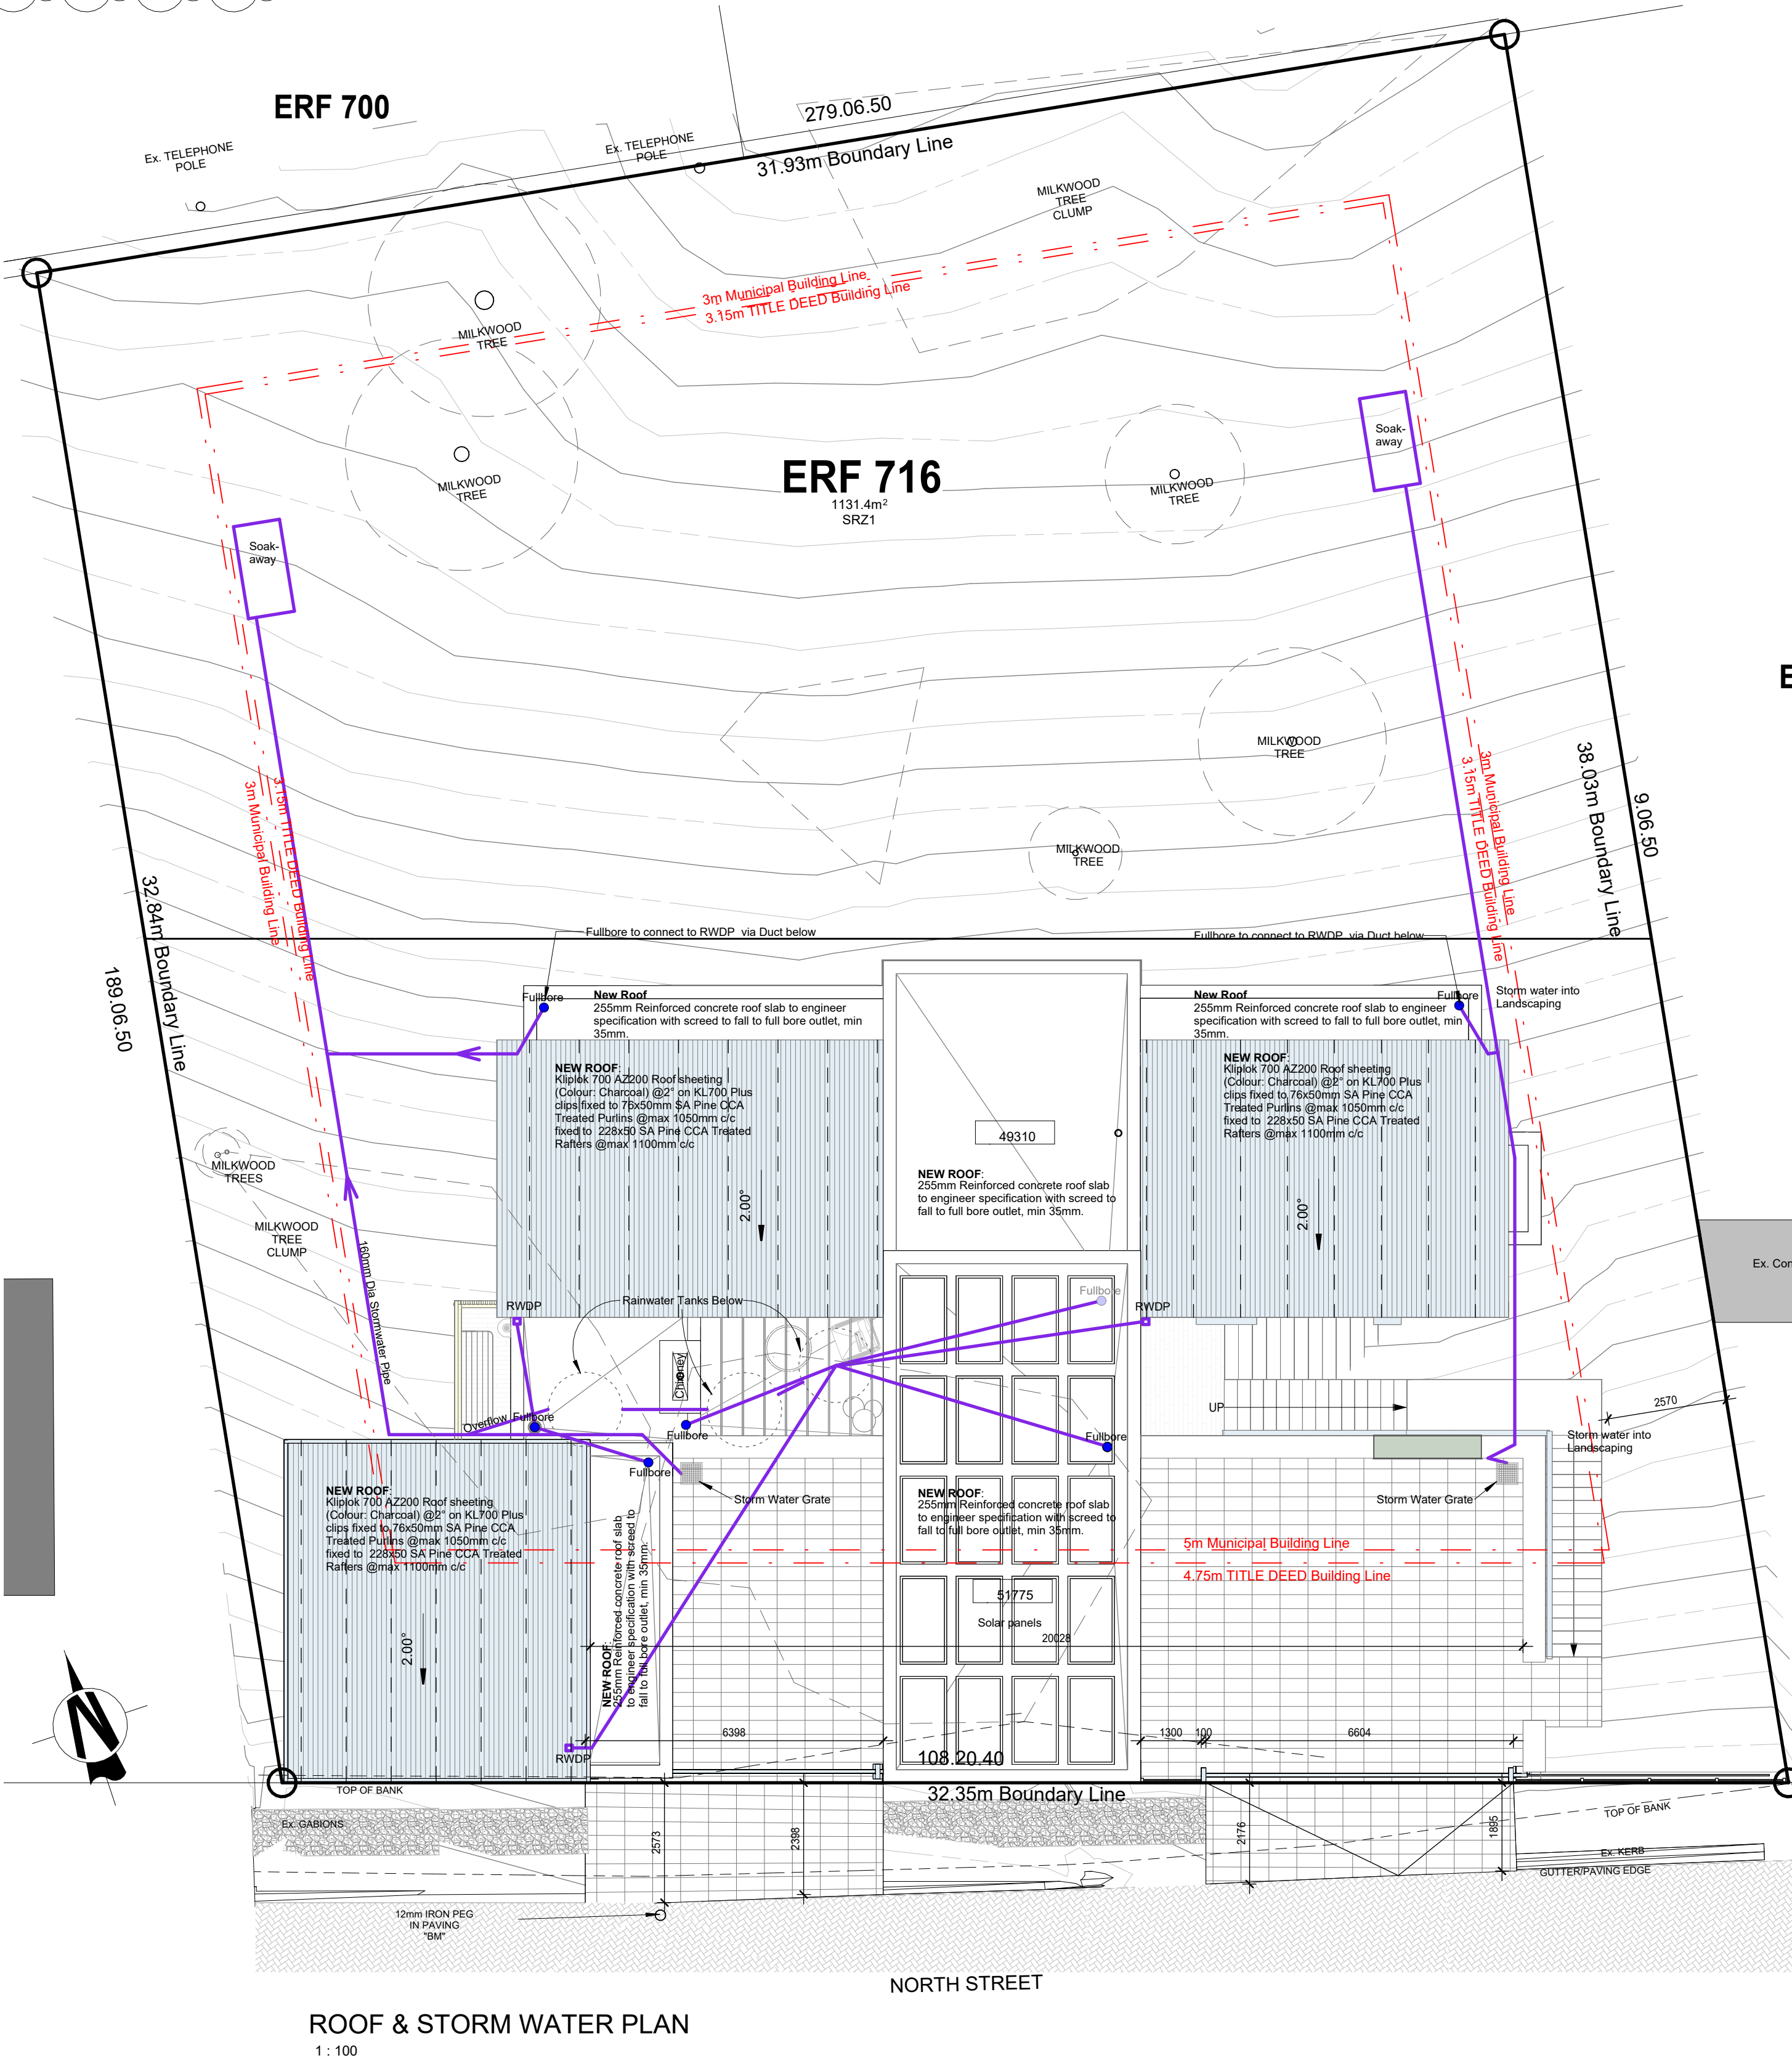 ERF 700
Ex. TELEPHONE
POLE
Ex. TELEPHONE
POLE
279.06.50
31.93m Boundary Line
MILKWOOD
TREE
CLUMP
3m Municipal Building Line
3.15m TITLE DEED Building Line
MILKWOOD
TREE
MILKWOOD
TREE
ERF 716
1131.4m²
SRZ1
MILKWOOD
TREE
Soak-
away
Soak-
away
E
MILKWOOD
TREE
MILKWOOD
TREE
3.15m TITLE DEED Building Line
3m Municipal Building Line
32.84m Boundary Line
189.06.50
3m Municipal Building Line
3.15m TITLE DEED Building Line
38.03m Boundary Line
9.06.50
Fullbore to connect to RWDP via Duct below
Fullbore to connect to RWDP via Duct below
Fullbore
New Roof
255mm Reinforced concrete roof slab to engineer
specification with screed to fall to full bore outlet, min
35mm.
New Roof
255mm Reinforced concrete roof slab to engineer
specification with screed to fall to full bore outlet, min
35mm.
Fullbore
Storm water into
Landscaping
NEW ROOF:
Kliplok 700 AZ200 Roof sheeting
(Colour: Charcoal) @2° on KL700 Plus
clips fixed to 76x50mm SA Pine CCA
Treated Purlins @max 1050mm c/c
fixed to 228x50 SA Pine CCA Treated
Rafters @max 1100mm c/c
2.00°
49310
NEW ROOF:
255mm Reinforced concrete roof slab
to engineer specification with screed to
fall to full bore outlet, min 35mm.
NEW ROOF:
Kliplok 700 AZ200 Roof sheeting
(Colour: Charcoal) @2° on KL700 Plus
clips fixed to 76x50mm SA Pine CCA
Treated Purlins @max 1050mm c/c
fixed to 228x50 SA Pine CCA Treated
Rafters @max 1100mm c/c
2.00°
MILKWOOD
TREES
MILKWOOD
TREE
CLUMP
160mm Dia Stormwater Pipe
Ex. Con
RWDP
Rainwater Tanks Below
Fullbore
RWDP
Chimney
Overflow
Fullbore
Fullbore
Fullbore
Fullbore
UP
2570
Storm water into
Landscaping
Storm Water Grate
Storm Water Grate
NEW ROOF:
Kliplok 700 AZ200 Roof sheeting
(Colour: Charcoal) @2° on KL700 Plus
clips fixed to 76x50mm SA Pine CCA
Treated Purlins @max 1050mm c/c
fixed to 228x50 SA Pine CCA Treated
Rafters @max 1100mm c/c
2.00°
NEW ROOF:
255mm Reinforced concrete roof slab
to engineer specification with screed to
fall to full bore outlet, min 35mm.
NEW ROOF:
255mm Reinforced concrete roof slab
to engineer specification with screed to
fall to full bore outlet, min 35mm.
5m Municipal Building Line
4.75m TITLE DEED Building Line
51775
Solar panels
20028
6398
1300
100
6604
RWDP
108.20.40
32.35m Boundary Line
TOP OF BANK
Ex. GABIONS
2573
2398
2176
1895
TOP OF BANK
Ex. KERB
GUTTER/PAVING EDGE
12mm IRON PEG
IN PAVING
"BM"
N
NORTH STREET
ROOF & STORM WATER PLAN
1 : 100